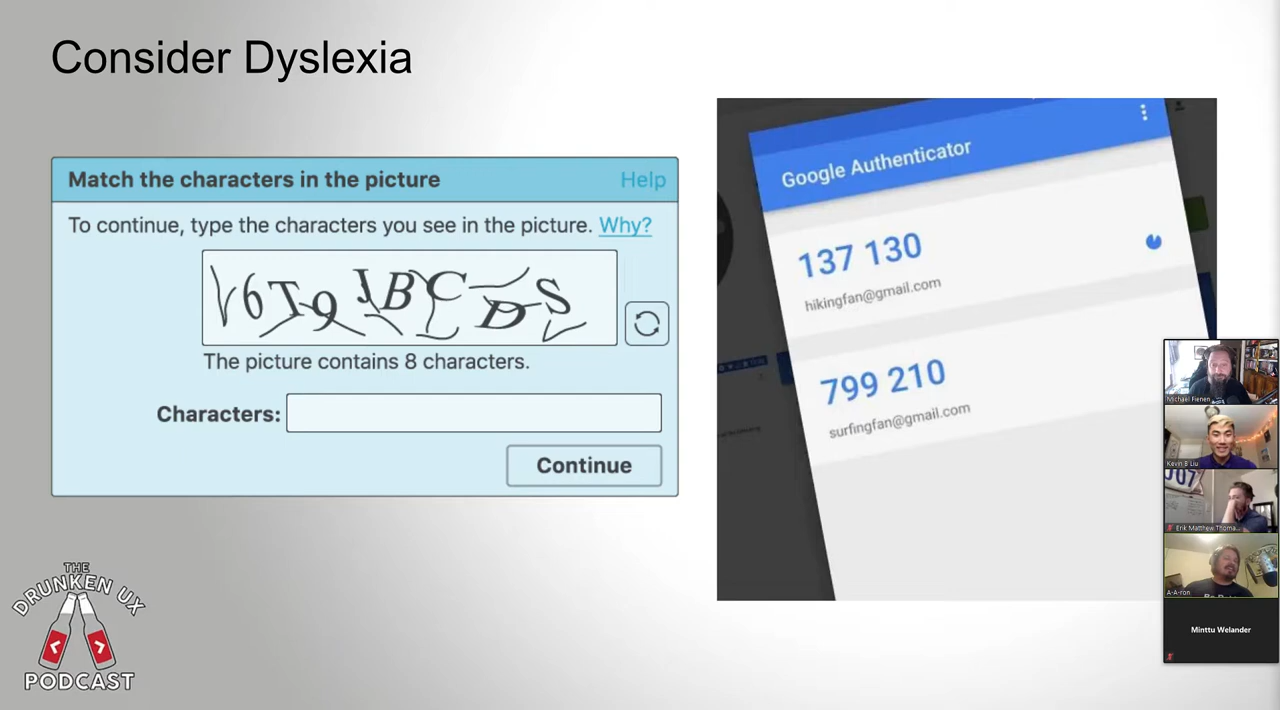 Consider Dyslexia
Match the characters in the picture
Help
To continue, type the characters you see in the picture. Why?
6T9JBCDS
The picture contains 8 characters.
Characters:
Continue
Google Authenticator
137 130
hikingfan@gmail.com
799 210
surfingfan@gmail.com
Michael Fienen
Kevin B Liu
Erik Matthew Thoma...
A-A-ron
Minttu Welander
THE
DRUNKEN UX
PODCAST